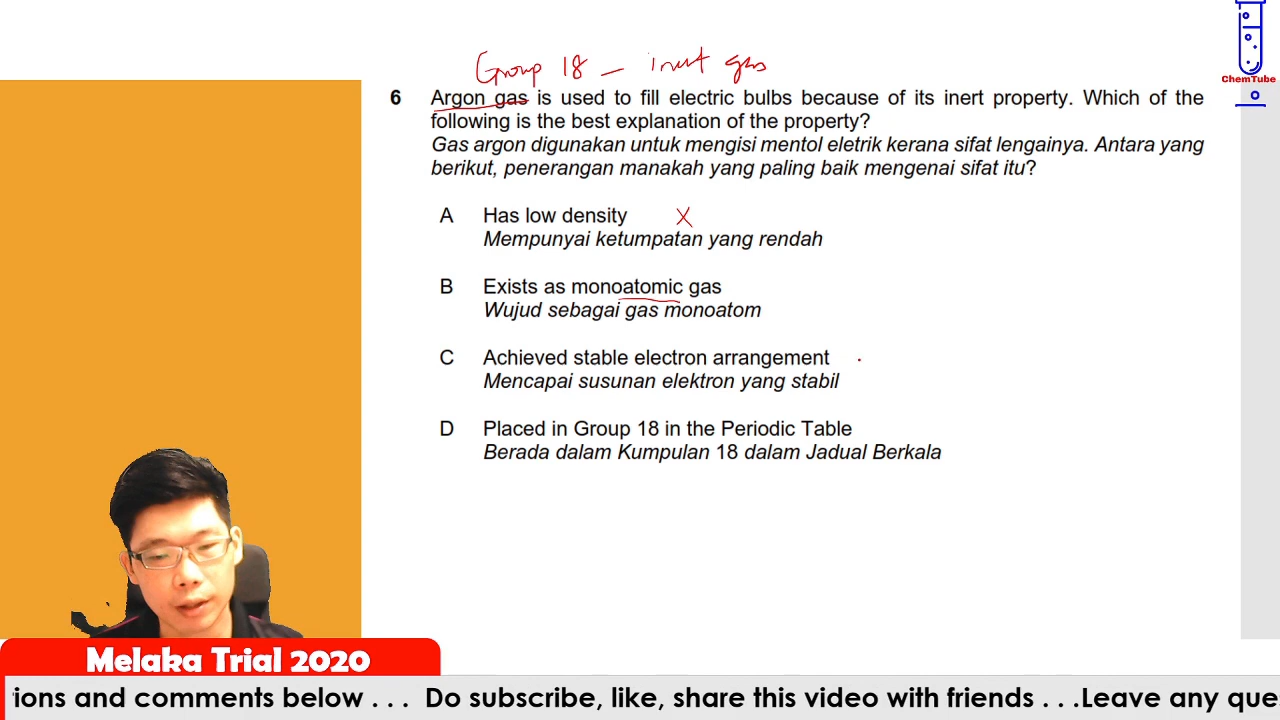 Group 18 – inert gas
ChemTube
6 Argon gas is used to fill electric bulbs because of its inert property. Which of the
following is the best explanation of the property?
Gas argon digunakan untuk mengisi mentol eletrik kerana sifat lengainya. Antara yang
berikut, penerangan manakah yang paling baik mengenai sifat itu?
A Has low density X
Mempunyai ketumpatan yang rendah
B Exists as monoatomic gas
Wujud sebagai gas monoatom
C Achieved stable electron arrangement
Mencapai susunan elektron yang stabil
D Placed in Group 18 in the Periodic Table
Berada dalam Kumpulan 18 dalam Jadual Berkala
Melaka Trial 2020
ions and comments below . . . Do subscribe, like, share this video with friends . . .Leave any que